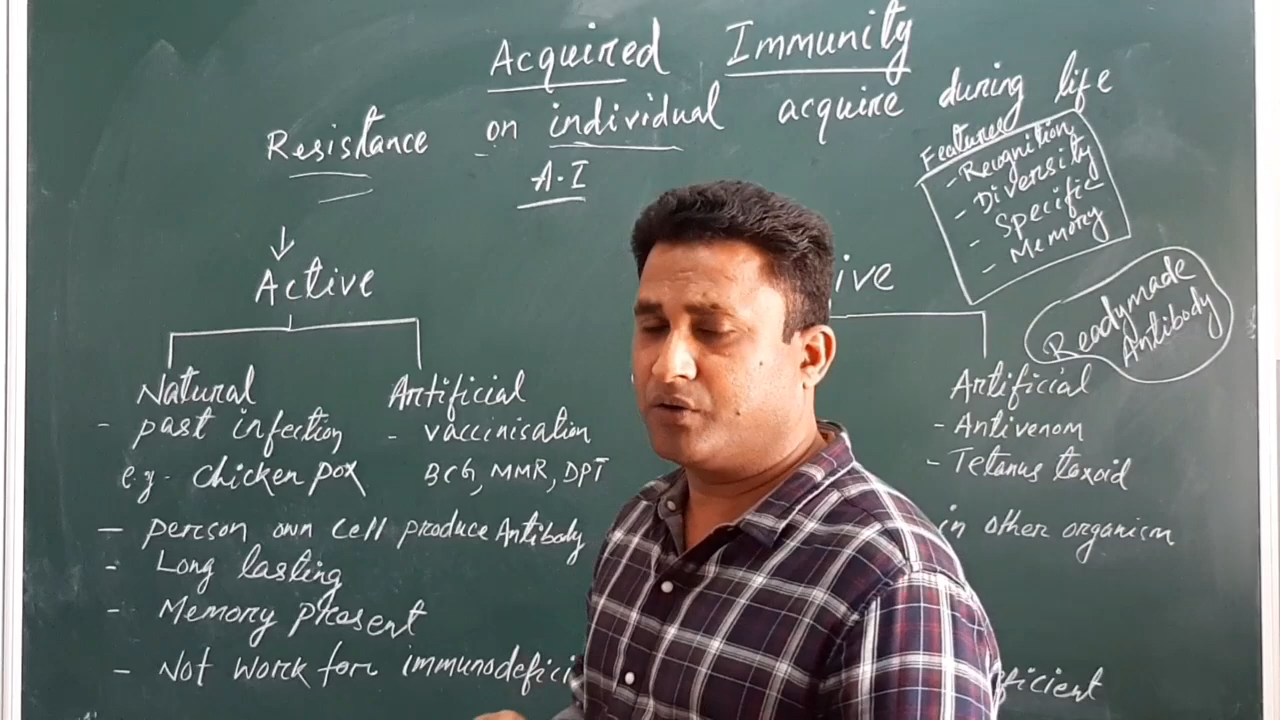 Acquired Immunity
Resistance on individual acquire during life
A.I
Features
- Recognition
- Diversity
- Specific
- Memory
Active
ive
Readymade
Antibody
Natural
- past infection
e.g. Chicken pox
Artificial
- vaccinisation
BCG, MMR, DPT
Artificial
- Antivenom
- Tetanus toxoid
- person own cell produce Antibody
in other organism
- Long lasting
- Memory present
- Not work for immunodefici
ficient